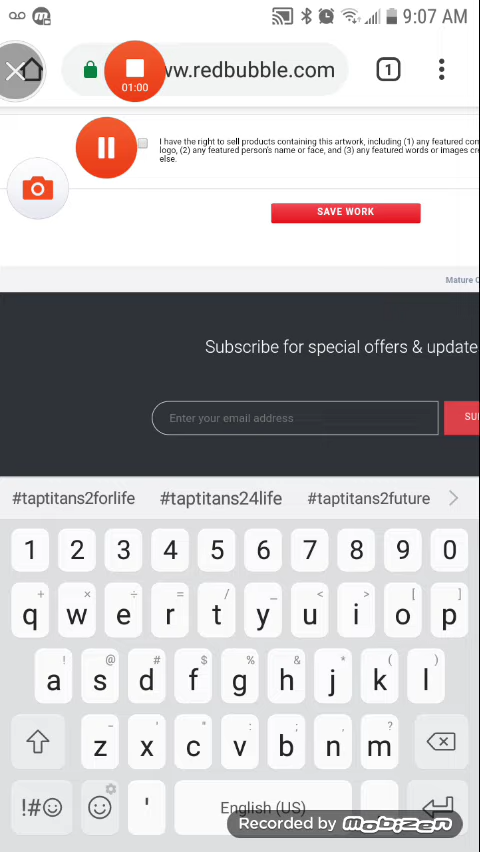 9:07 AM
ww.redbubble.com
1
01:00
I have the right to sell products containing this artwork, including (1) any featured
logo, (2) any featured person's name or face, and (3) any featured words or images
else.
SAVE WORK
Mature
Subscribe for special offers & update
Enter your email address
SU
#taptitans2forlife #taptitans24life #taptitans2future
1 2 3 4 5 6 7 8 9 0
+ × ÷ = / _ < > [ ]
q w e r t y u i o p
! @ # $ % & * ( )
a s d f g h j k l
- ' " : ; , ?
z x c v b n m
!#☺ ' English (US)
Recorded by mobizen